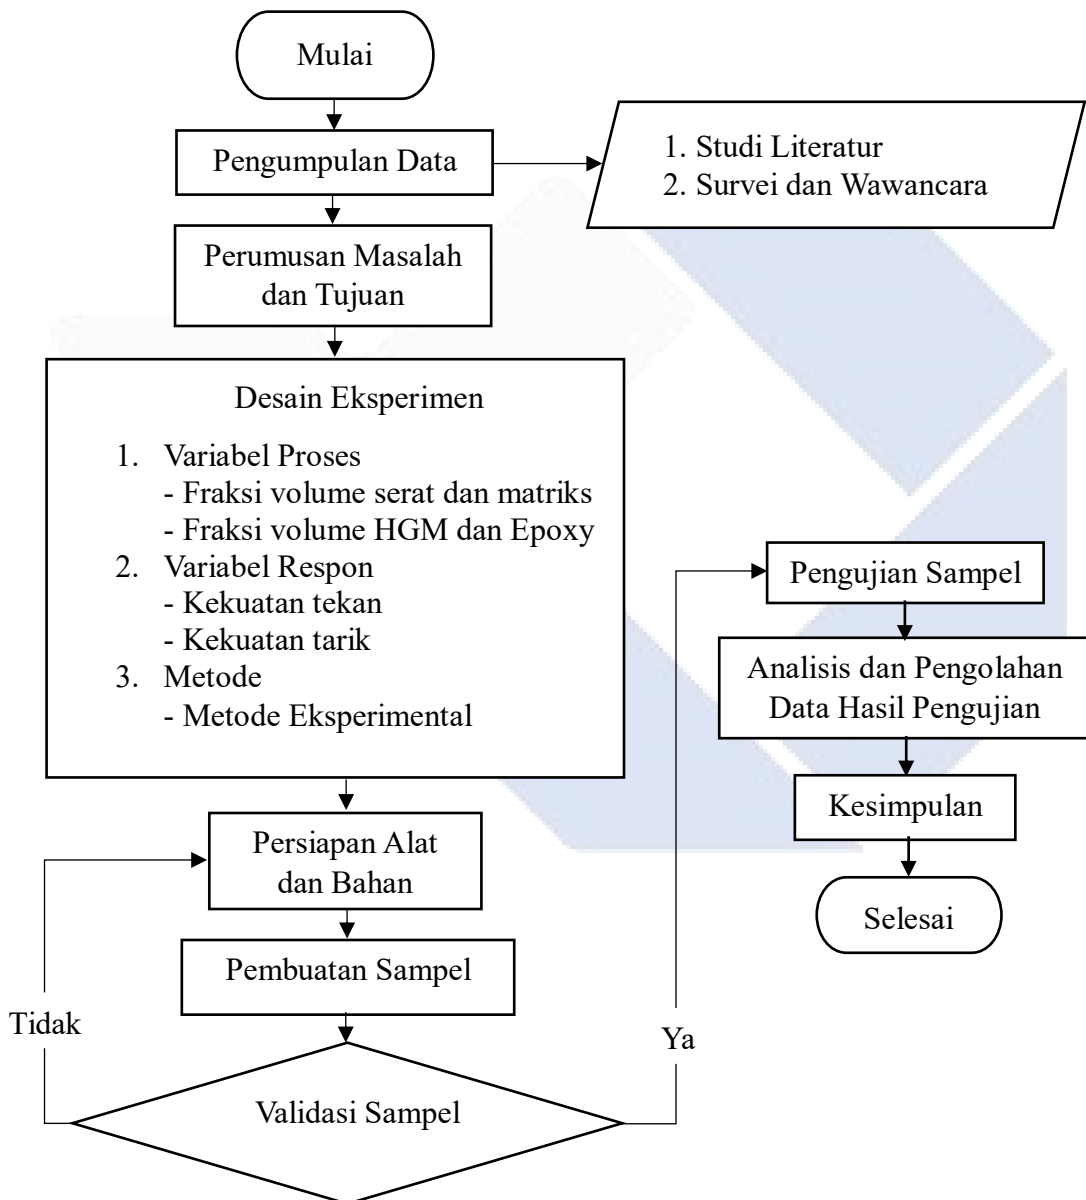 Mulai
Pengumpulan Data
1. Studi Literatur
2. Survei dan Wawancara
Perumusan Masalah
dan Tujuan
Desain Eksperimen
1. Variabel Proses
- Fraksi volume serat dan matriks
- Fraksi volume HGM dan Epoxy
2. Variabel Respon
- Kekuatan tekan
- Kekuatan tarik
3. Metode
- Metode Eksperimental
Persiapan Alat
dan Bahan
Pembuatan Sampel
Tidak
Validasi Sampel
Ya
Pengujian Sampel
Analisis dan Pengolahan
Data Hasil Pengujian
Kesimpulan
Selesai